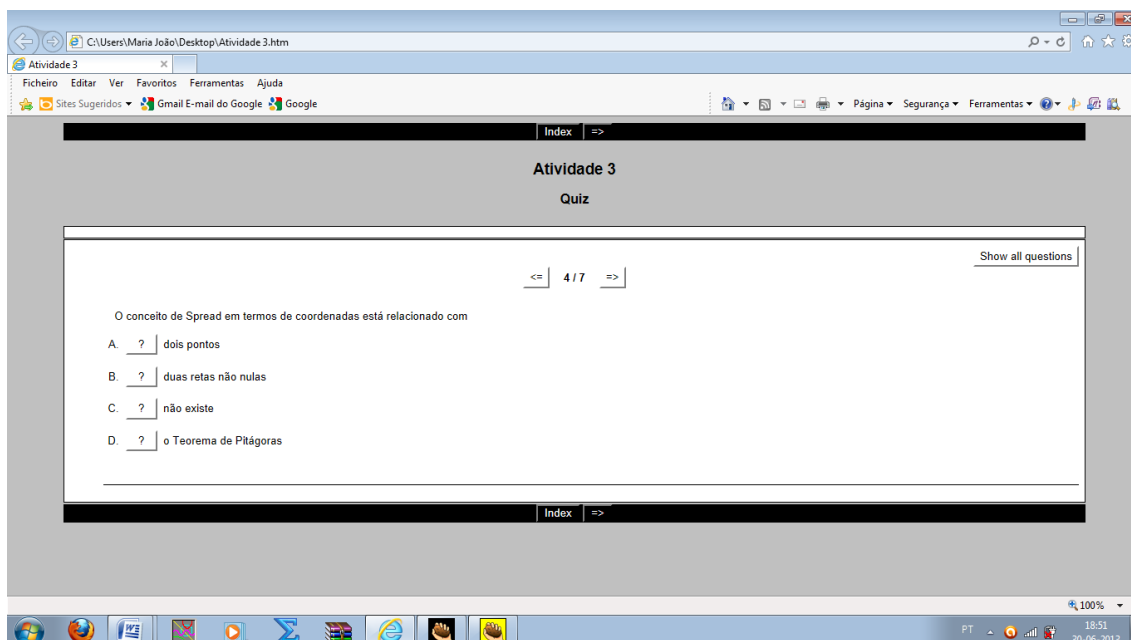 C:\Users\Maria João\Desktop\Atividade 3.htm
Atividade 3
Ficheiro Editar Ver Favoritos Ferramentas Ajuda
Sites Sugeridos Gmail E-mail do Google Google Página Segurança Ferramentas
Index =>
Atividade 3
Quiz
Show all questions
<= 4 / 7 =>
O conceito de Spread em termos de coordenadas está relacionado com
A. ? dois pontos
B. ? duas retas não nulas
C. ? não existe
D. ? o Teorema de Pitágoras
Index =>
100%
PT 18:51
20-06-2013